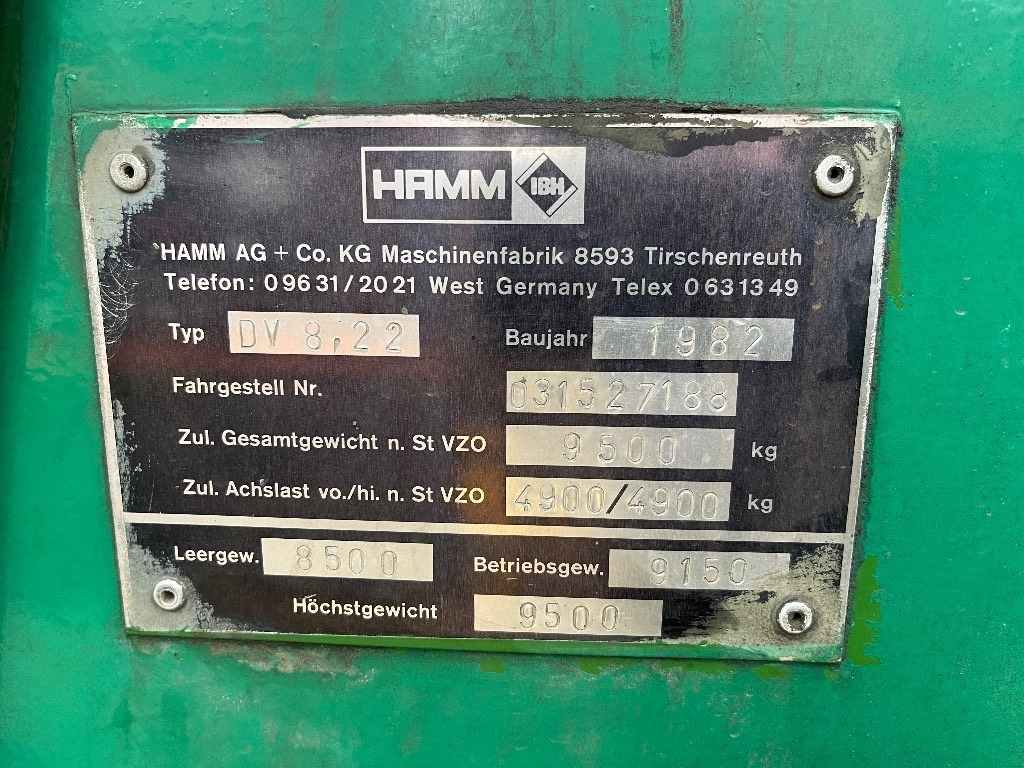 HAMM IBH
HAMM AG + Co. KG Maschinenfabrik 8593 Tirschenreuth
Telefon: 09631/2021 West Germany Telex 0631349
Typ DV 8,22 Baujahr 1982
Fahrgestell Nr. 031527188
Zul. Gesamtgewicht n. St VZO 9500 kg
Zul. Achslast vo./hi. n. St VZO 4900/4900 kg
Leergew. 8500 Betriebsgew. 9150
Höchstgewicht 9500